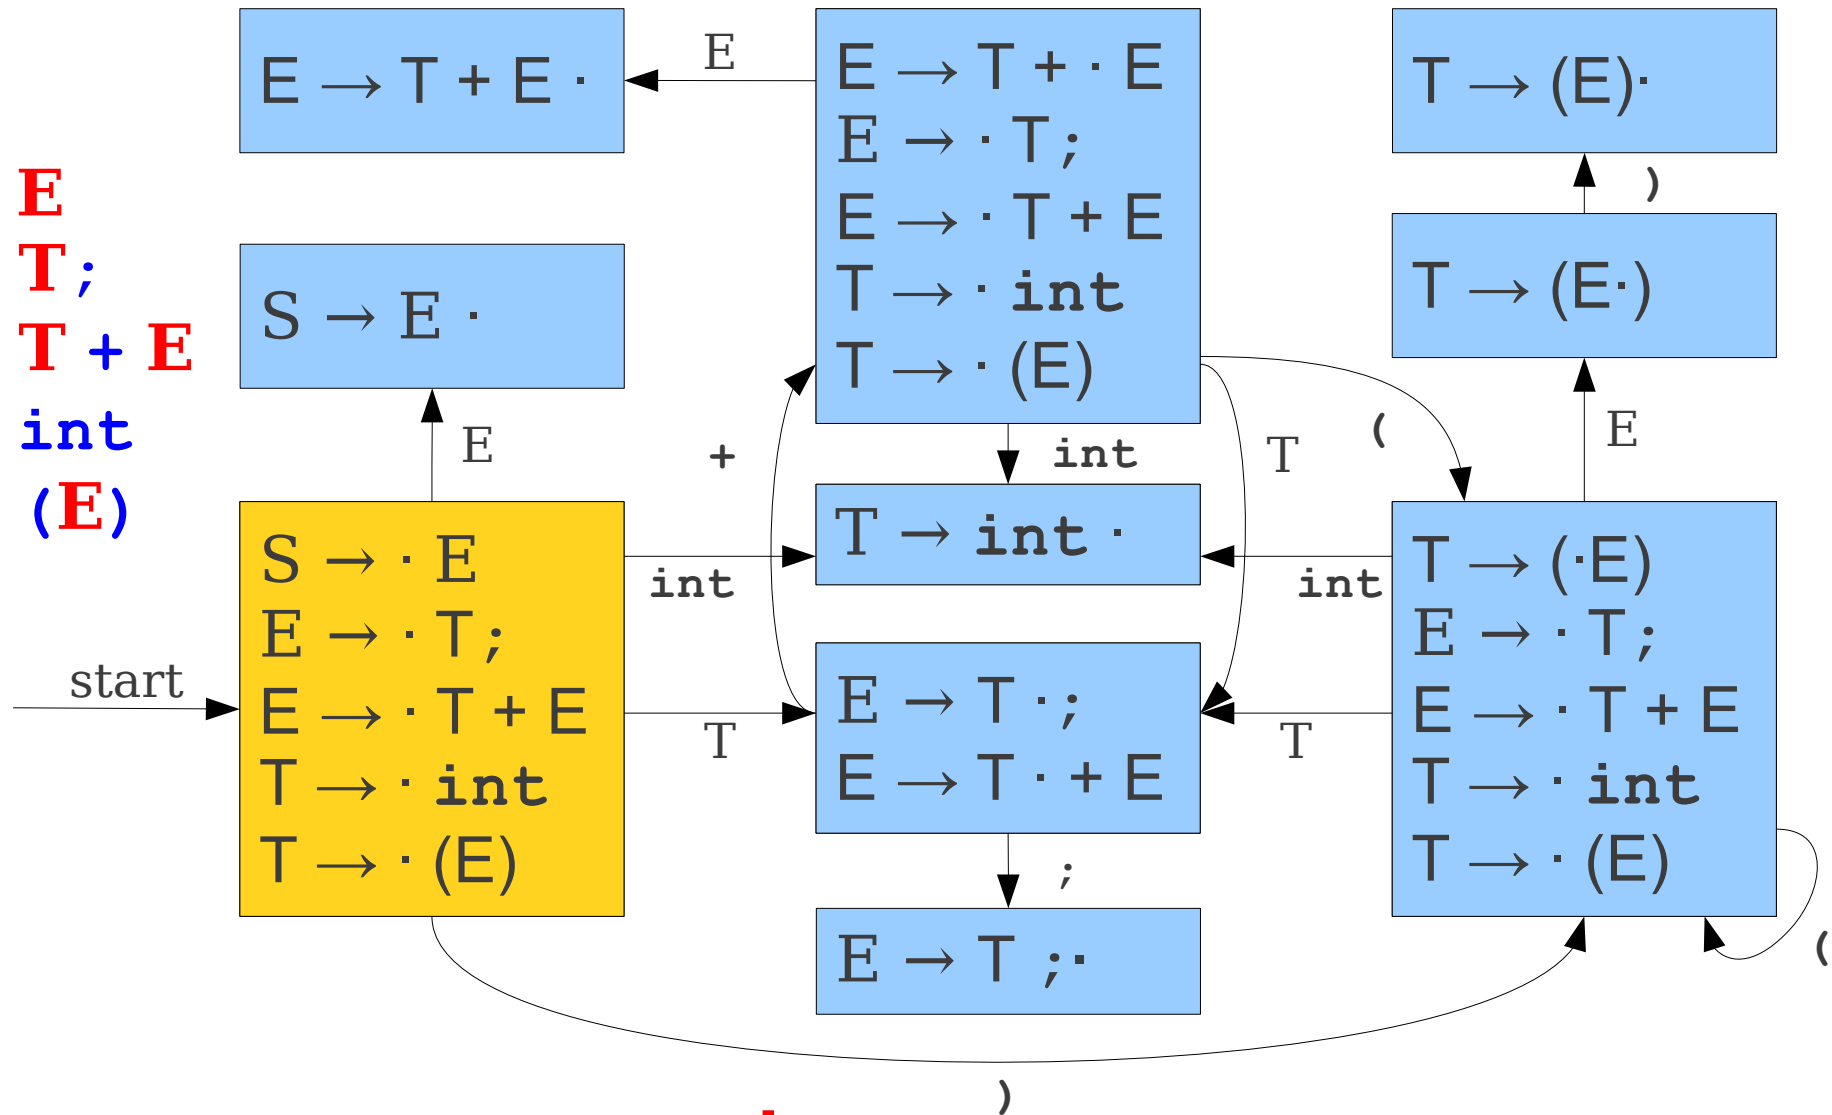 E
T ;
T + E
int
(E)
start
E → T + E ·
E
S → E ·
E
S → · E
E → · T ;
E → · T + E
T → · int
T → · (E)
int
T
+
E → T + · E
E → · T ;
E → · T + E
T → · int
T → · (E)
int
T → int ·
E → T · ;
E → T · + E
;
E → T ; ·
)
T
(
int
T
T → (E)·
)
T → (E·)
E
T → (·E)
E → · T ;
E → · T + E
T → · int
T → · (E)
(